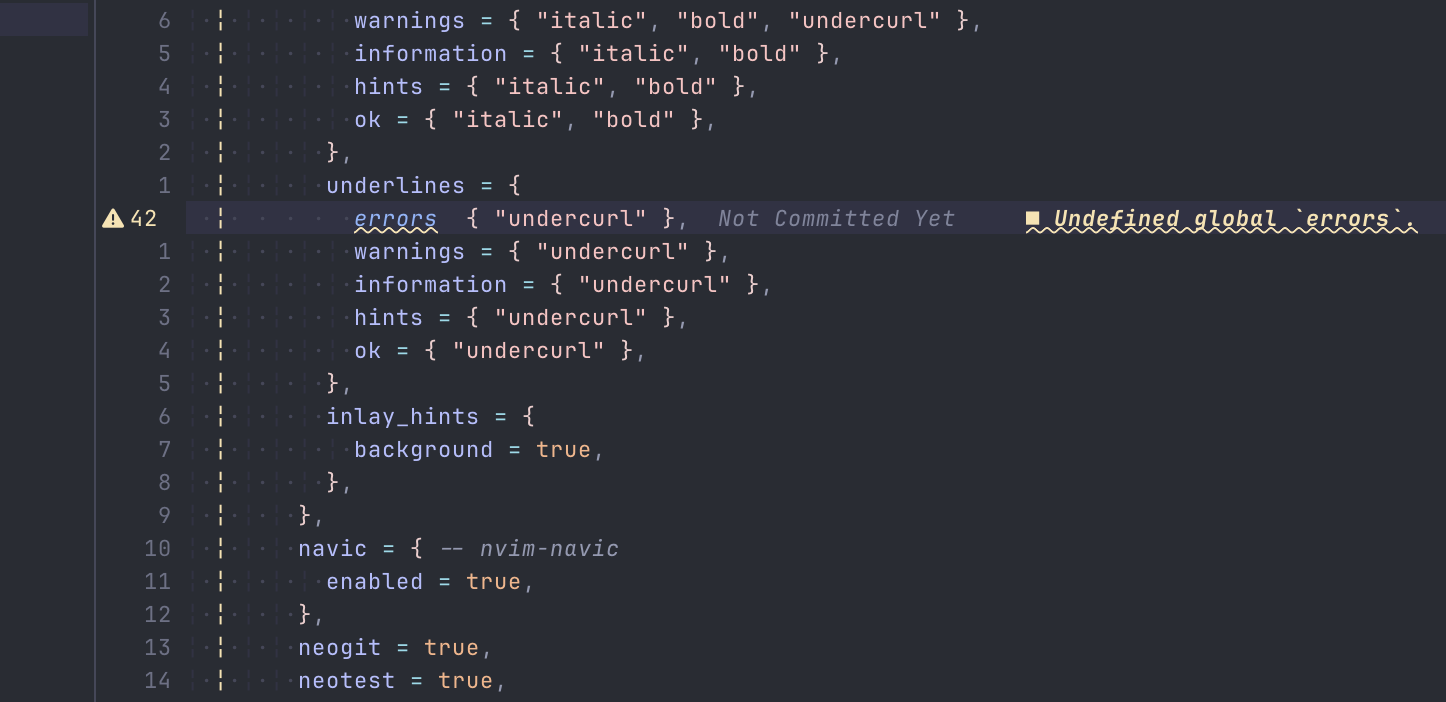 6 warnings = { "italic", "bold", "undercurl" },
5 information = { "italic", "bold" },
4 hints = { "italic", "bold" },
3 ok = { "italic", "bold" },
2 },
1 underlines = {
42 errors  { "undercurl" }, Not Committed Yet ■ Undefined global `errors`.
1 warnings = { "undercurl" },
2 information = { "undercurl" },
3 hints = { "undercurl" },
4 ok = { "undercurl" },
5 },
6 inlay_hints = {
7 background = true,
8 },
9 },
10 navic = { -- nvim-navic
11 enabled = true,
12 },
13 neogit = true,
14 neotest = true,